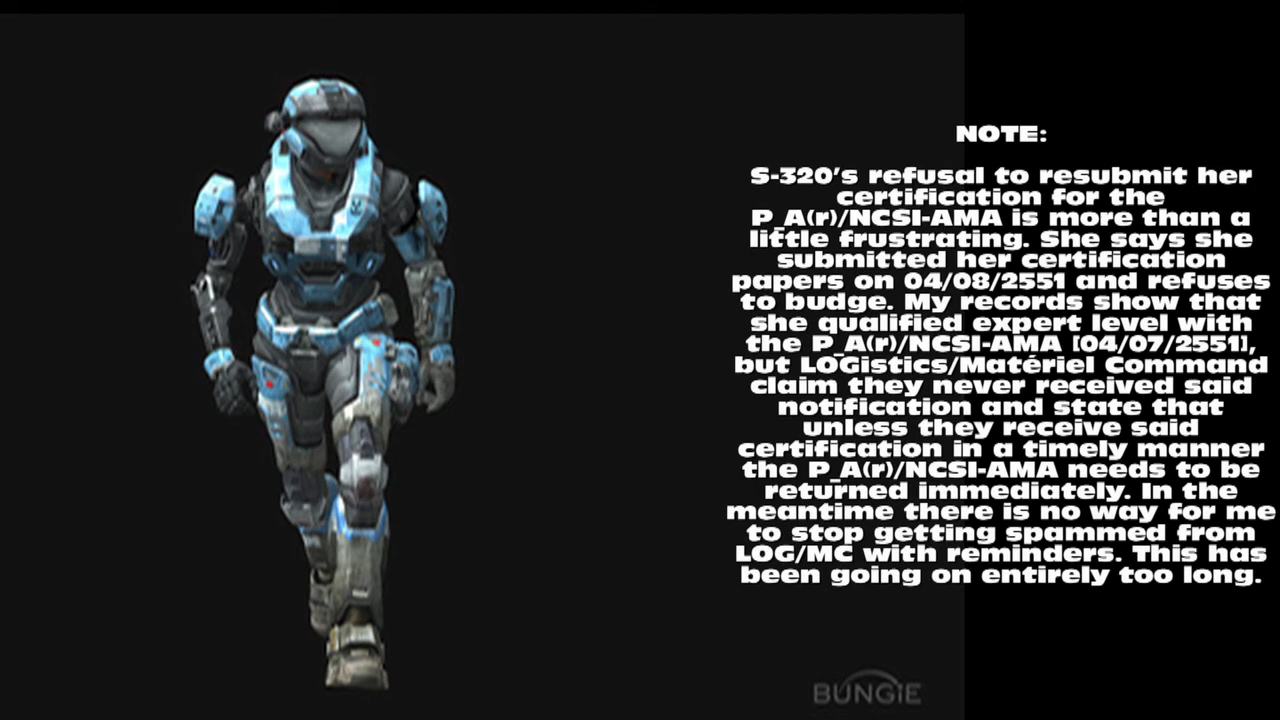 NOTE:
S-320's refusal to resubmit her
certification for the
P_A(r)/NCSI-AMA is more than a
little frustrating. She says she
submitted her certification
papers on 04/08/2551 and refuses
to budge. My records show that
she qualified expert level with
the P_A(r)/NCSI-AMA [04/07/2551],
but LOGistics/Matériel Command
claim they never received said
notification and state that
unless they receive said
certification in a timely manner
the P_A(r)/NCSI-AMA needs to be
returned immediately. In the
meantime there is no way for me
to stop getting spammed from
LOG/MC with reminders. This has
been going on entirely too long.
BUNGiE